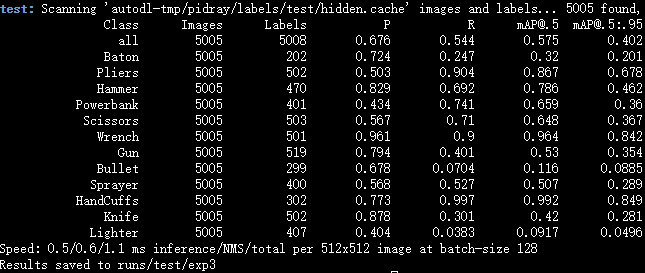 test: Scanning 'autodl-tmp/pidray/labels/test/hidden.cache' images and labels... 5005 found,
Class Images Labels P R mAP@.5 mAP@.5:.95
all 5005 5008 0.676 0.544 0.575 0.402
Baton 5005 202 0.724 0.247 0.32 0.201
Pliers 5005 502 0.503 0.904 0.867 0.678
Hammer 5005 470 0.829 0.692 0.786 0.462
Powerbank 5005 401 0.434 0.741 0.659 0.36
Scissors 5005 503 0.567 0.71 0.648 0.367
Wrench 5005 501 0.961 0.9 0.964 0.842
Gun 5005 519 0.794 0.401 0.53 0.354
Bullet 5005 299 0.678 0.0704 0.116 0.0885
Sprayer 5005 400 0.568 0.527 0.507 0.289
HandCuffs 5005 302 0.773 0.997 0.992 0.849
Knife 5005 502 0.878 0.301 0.42 0.281
Lighter 5005 407 0.404 0.0383 0.0917 0.0496
Speed: 0.5/0.6/1.1 ms inference/NMS/total per 512x512 image at batch-size 128
Results saved to runs/test/exp3